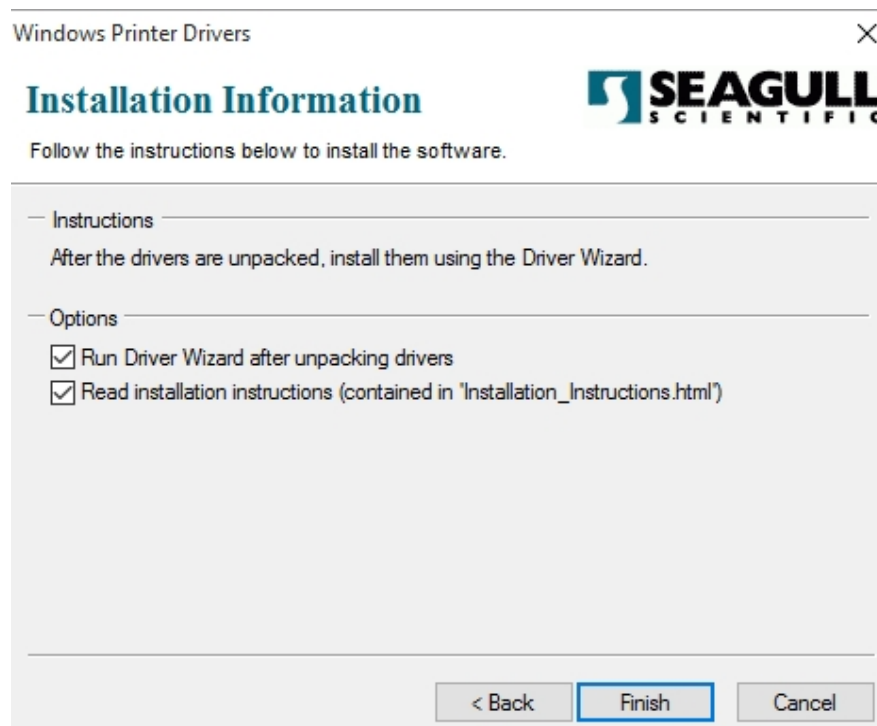 Windows Printer Drivers
Installation Information
SEAGULL
SCIENTIFIC
Follow the instructions below to install the software.
Instructions
After the drivers are unpacked, install them using the Driver Wizard.
Options
Run Driver Wizard after unpacking drivers
Read installation instructions (contained in 'Installation_Instructions.html')
< Back
Finish
Cancel